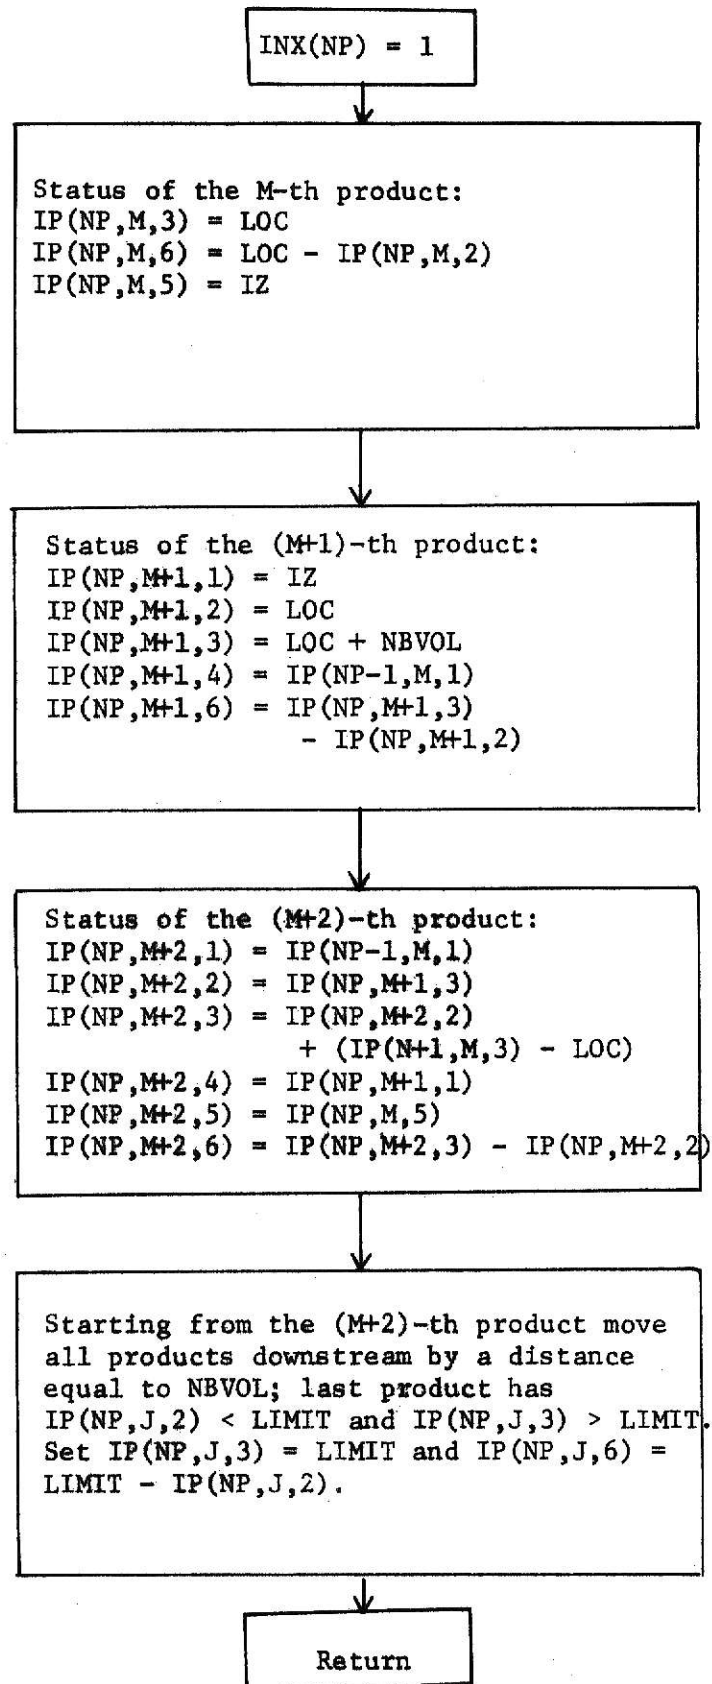 INX(NP) = 1
Status of the M-th product:
IP(NP,M,3) = LOC
IP(NP,M,6) = LOC - IP(NP,M,2)
IP(NP,M,5) = IZ
Status of the (M+1)-th product:
IP(NP,M+1,1) = IZ
IP(NP,M+1,2) = LOC
IP(NP,M+1,3) = LOC + NBVOL
IP(NP,M+1,4) = IP(NP-1,M,1)
IP(NP,M+1,6) = IP(NP,M+1,3)
- IP(NP,M+1,2)
Status of the (M+2)-th product:
IP(NP,M+2,1) = IP(NP-1,M,1)
IP(NP,M+2,2) = IP(NP,M+1,3)
IP(NP,M+2,3) = IP(NP,M+2,2)
+ (IP(N+1,M,3) - LOC)
IP(NP,M+2,4) = IP(NP,M+1,1)
IP(NP,M+2,5) = IP(NP,M,5)
IP(NP,M+2,6) = IP(NP,M+2,3) - IP(NP,M+2,2)
Starting from the (M+2)-th product move
all products downstream by a distance
equal to NBVOL; last product has
IP(NP,J,2) < LIMIT and IP(NP,J,3) > LIMIT.
Set IP(NP,J,3) = LIMIT and IP(NP,J,6) =
LIMIT - IP(NP,J,2).
Return